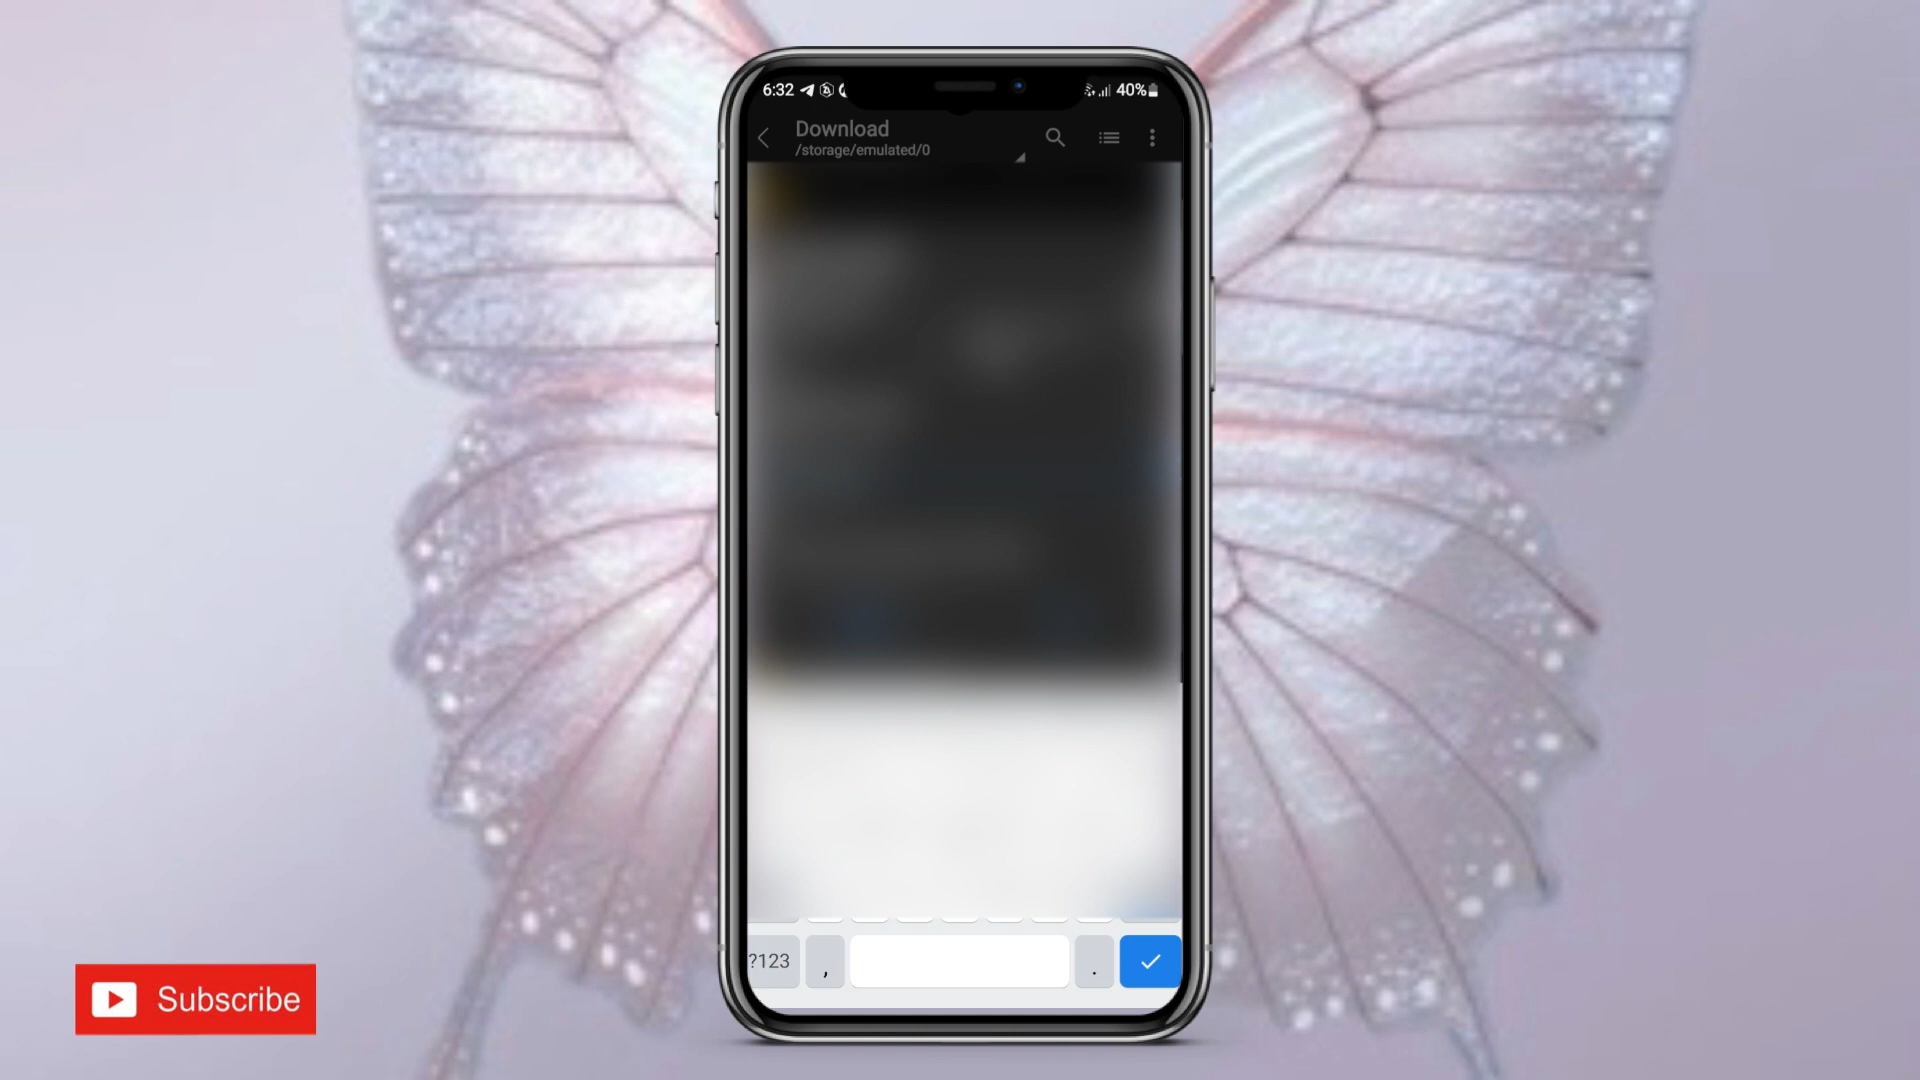 6:32
40%
Download
/storage/emulated/0
?123
,
.
Subscribe